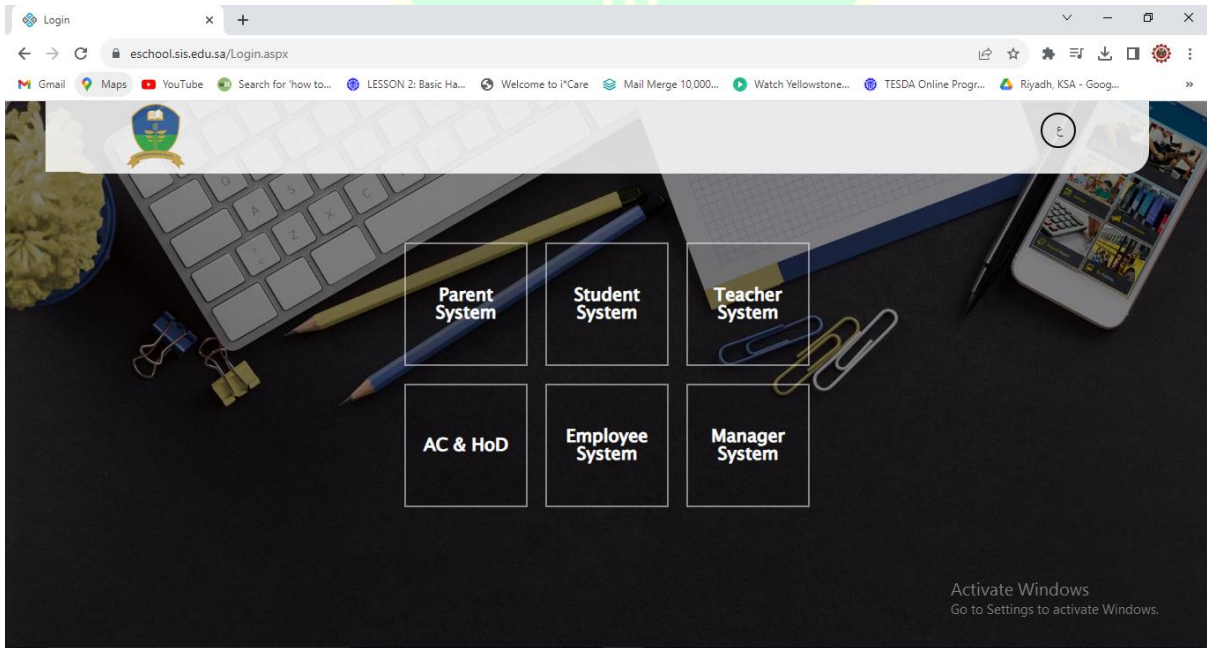 Login
eschool.sis.edu.sa/Login.aspx
Gmail Maps YouTube Search for 'how to... LESSON 2: Basic Ha... Welcome to i*Care Mail Merge 10,000... Watch Yellowstone... TESDA Online Progr... Riyadh, KSA - Goog... »
ع
Parent
System
Student
System
Teacher
System
AC & HoD
Employee
System
Manager
System
Activate Windows
Go to Settings to activate Windows.